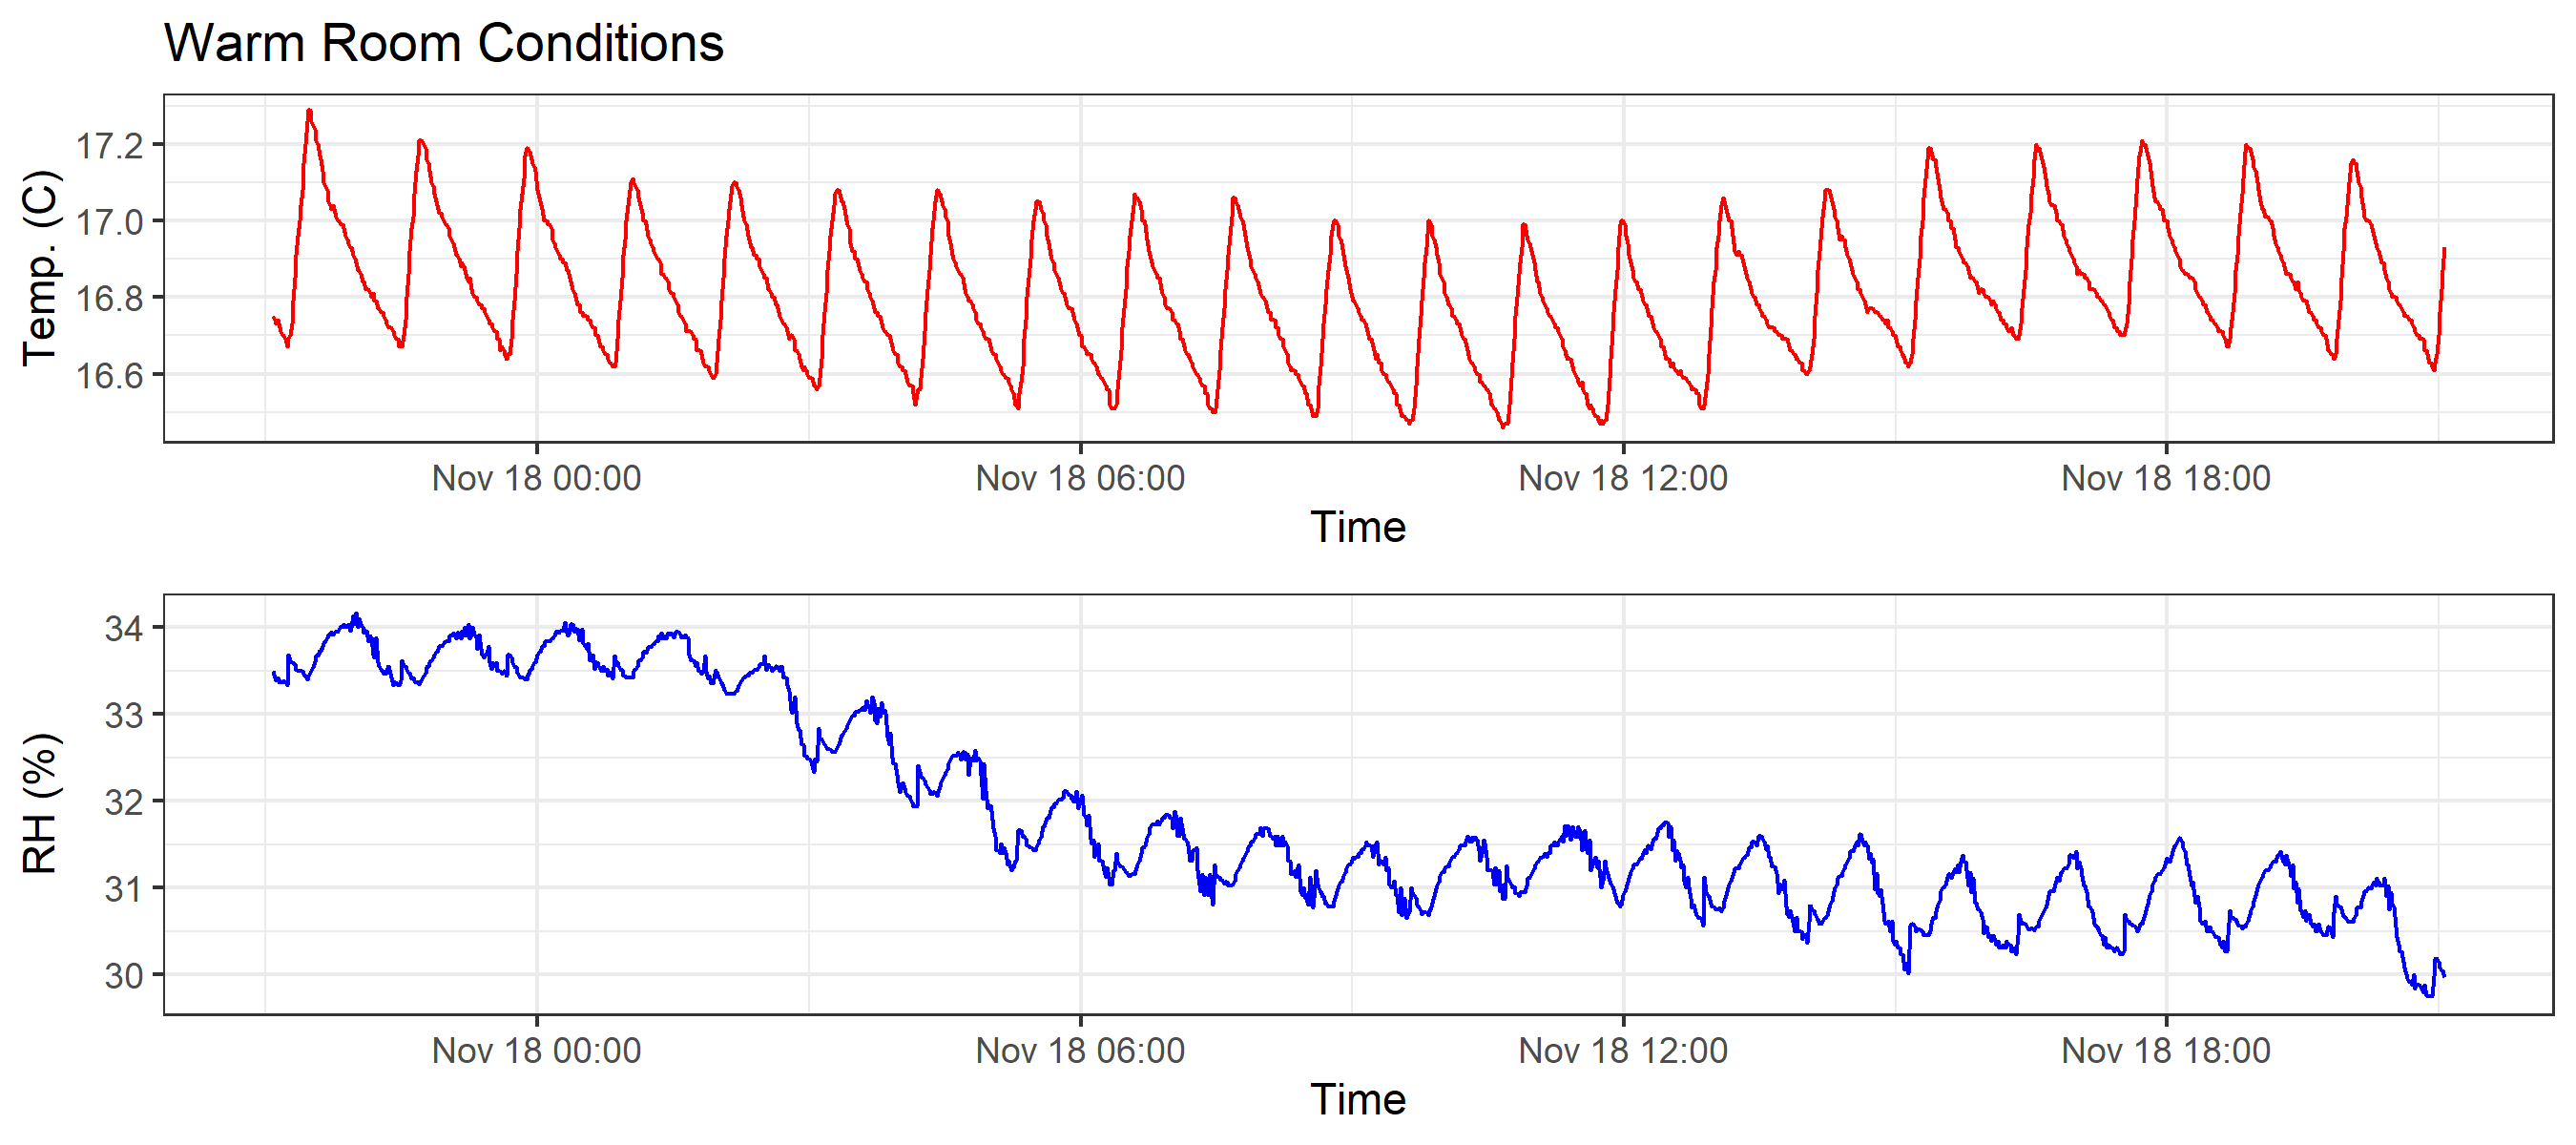 Warm Room Conditions
Temp. (C)
17.2
17.0
16.8
16.6
Nov 18 00:00 Nov 18 06:00 Nov 18 12:00 Nov 18 18:00
Time
RH (%)
34
33
32
31
30
Nov 18 00:00 Nov 18 06:00 Nov 18 12:00 Nov 18 18:00
Time